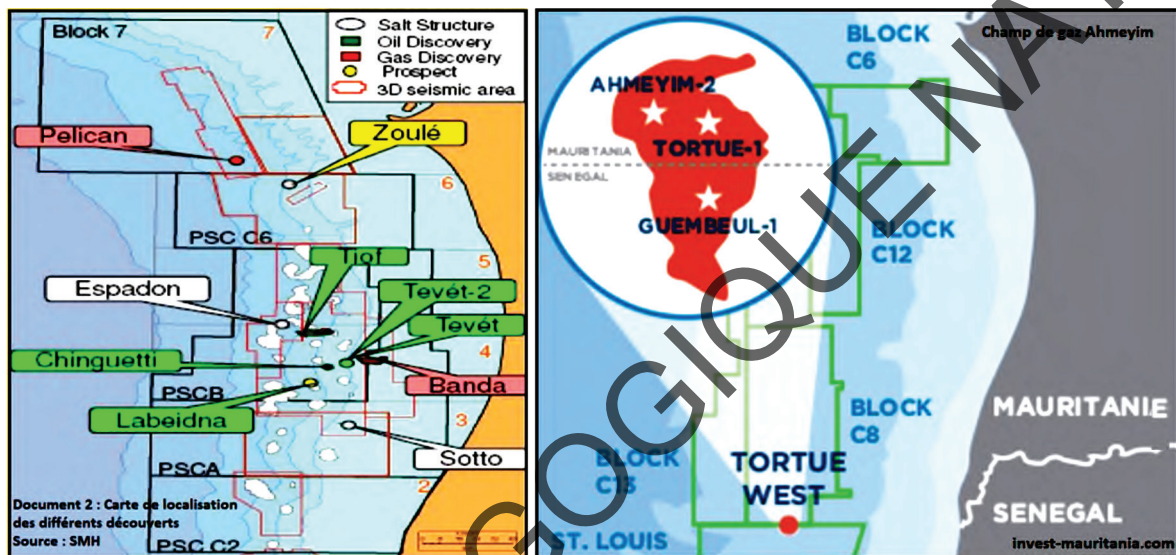 Block 7
7
Salt Structure
Oil Discovery
Gas Discovery
Prospect
3D seismic area
Pelican
Zoulé
6
PSC C6
Tiof
5
Espadon
Tevét-2
Tevét
Chinguetti
4
Banda
PSCB
Labeidna
3
Sotto
PSCA
2
Document 2 : Carte de localisation
des différents découverts
Source : SMH
PSC C2
BLOCK
C6
Champ de gaz Ahmeyim
AHMEYIM-2
TORTUE-1
MAURITANIA
SENEGAL
GUEMBEUL-1
BLOCK
C12
BLOCK
C8
MAURITANIE
TORTUE
WEST
BLOCK
C13
SENEGAL
ST. LOUIS
invest-mauritania.com
OGIQUE NA